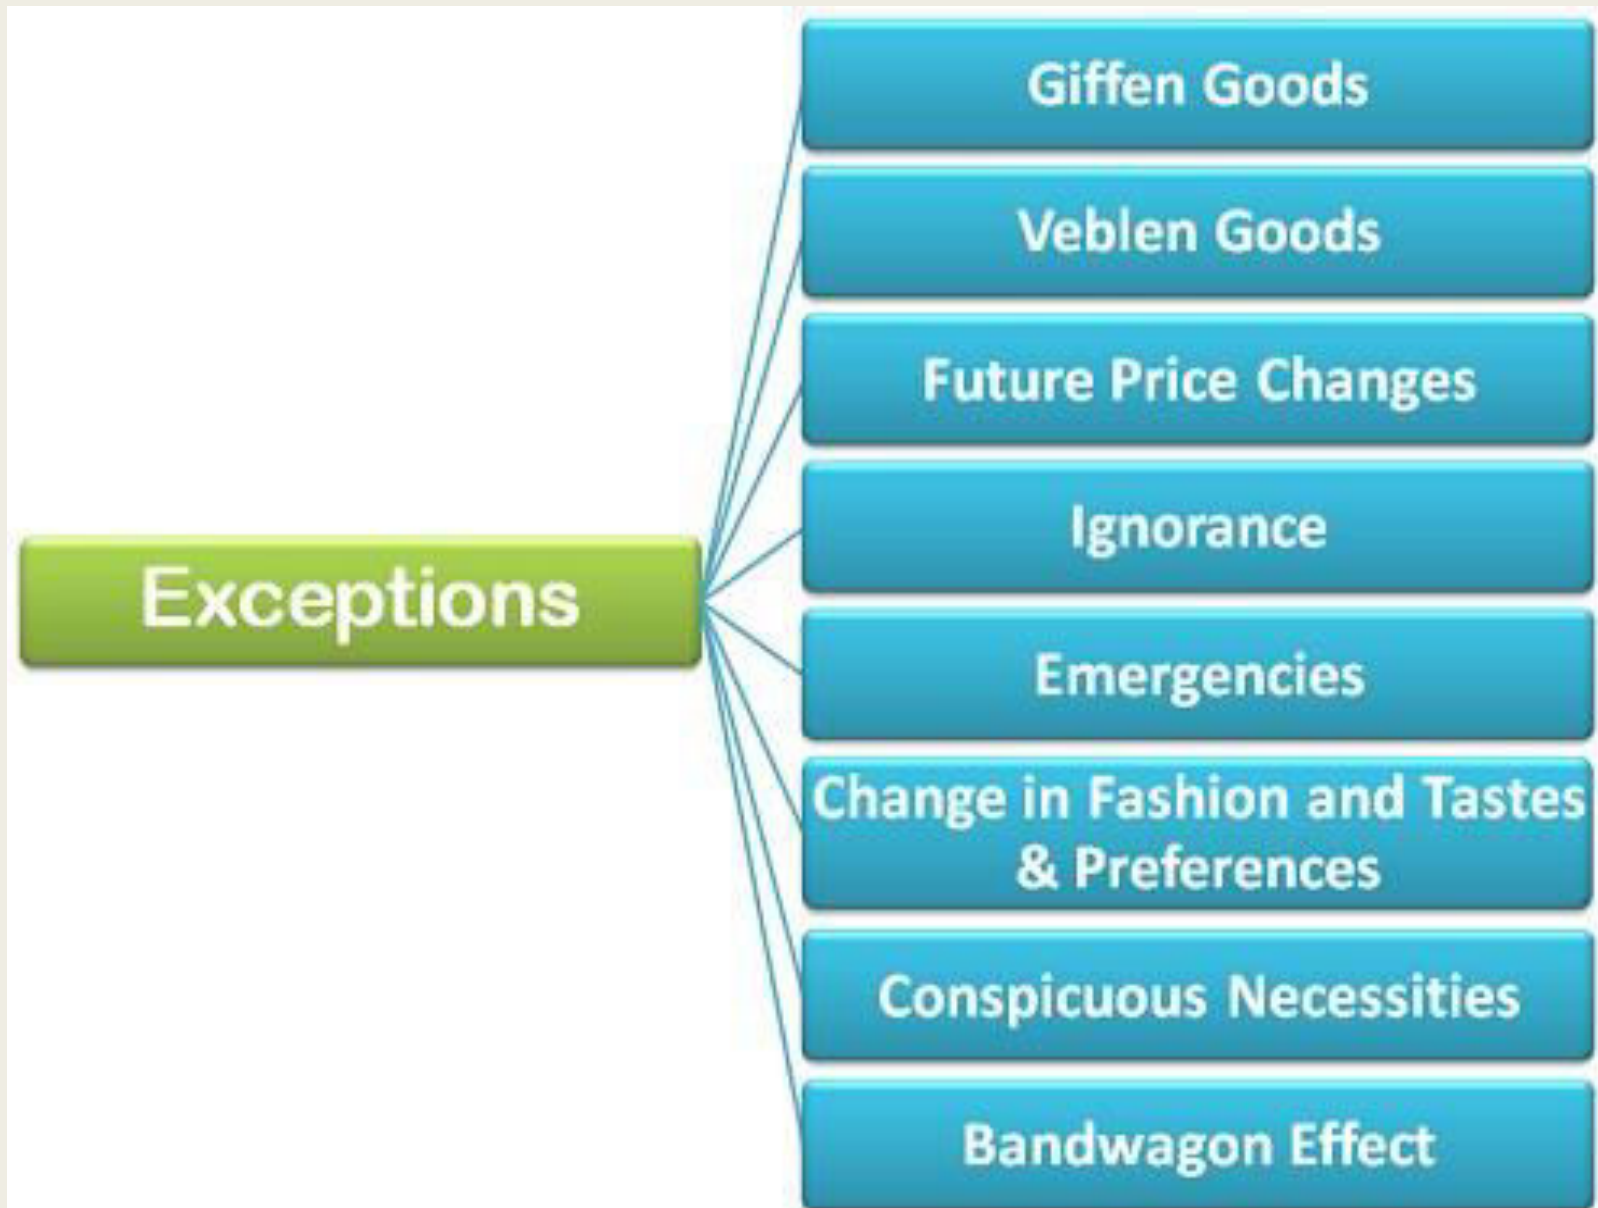 Exceptions
Giffen Goods
Veblen Goods
Future Price Changes
Ignorance
Emergencies
Change in Fashion and Tastes
& Preferences
Conspicuous Necessities
Bandwagon Effect